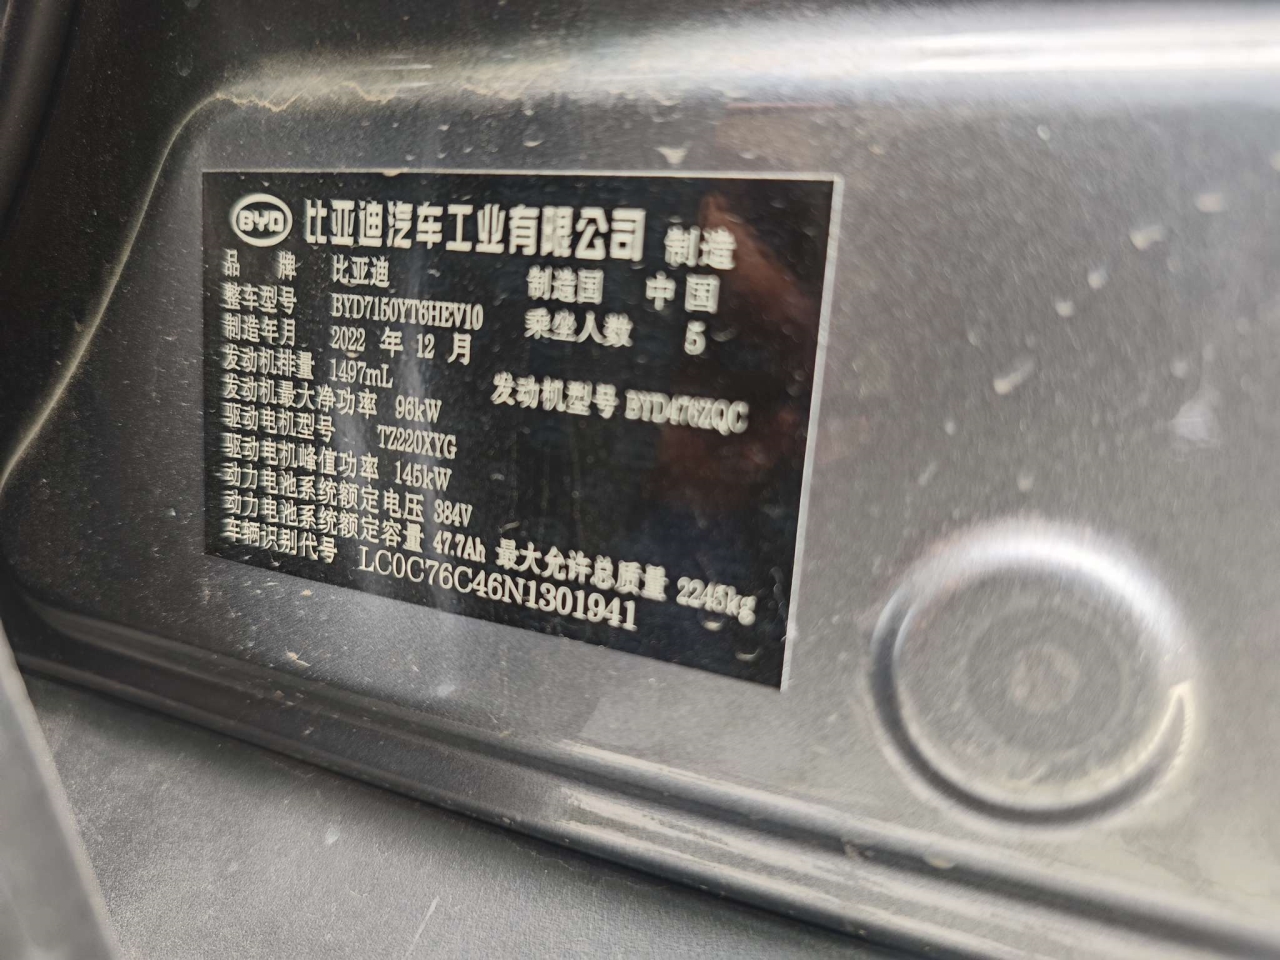 BYD 比亚迪汽车工业有限公司 制造
品 牌 比亚迪 制造国 中国
整车型号 BYD7150YT6HEV10 乘坐人数 5
制造年月 2022 年 12 月
发动机排量 1497mL 发动机型号 BYD476ZQC
发动机最大净功率 96kW
驱动电机型号 TZ220XYG
驱动电机峰值功率 145kW
动力电池系统额定电压 384V
动力电池系统额定容量 47.7Ah 最大允许总质量 2245kg
车辆识别代号 LC0C76C46N1301941